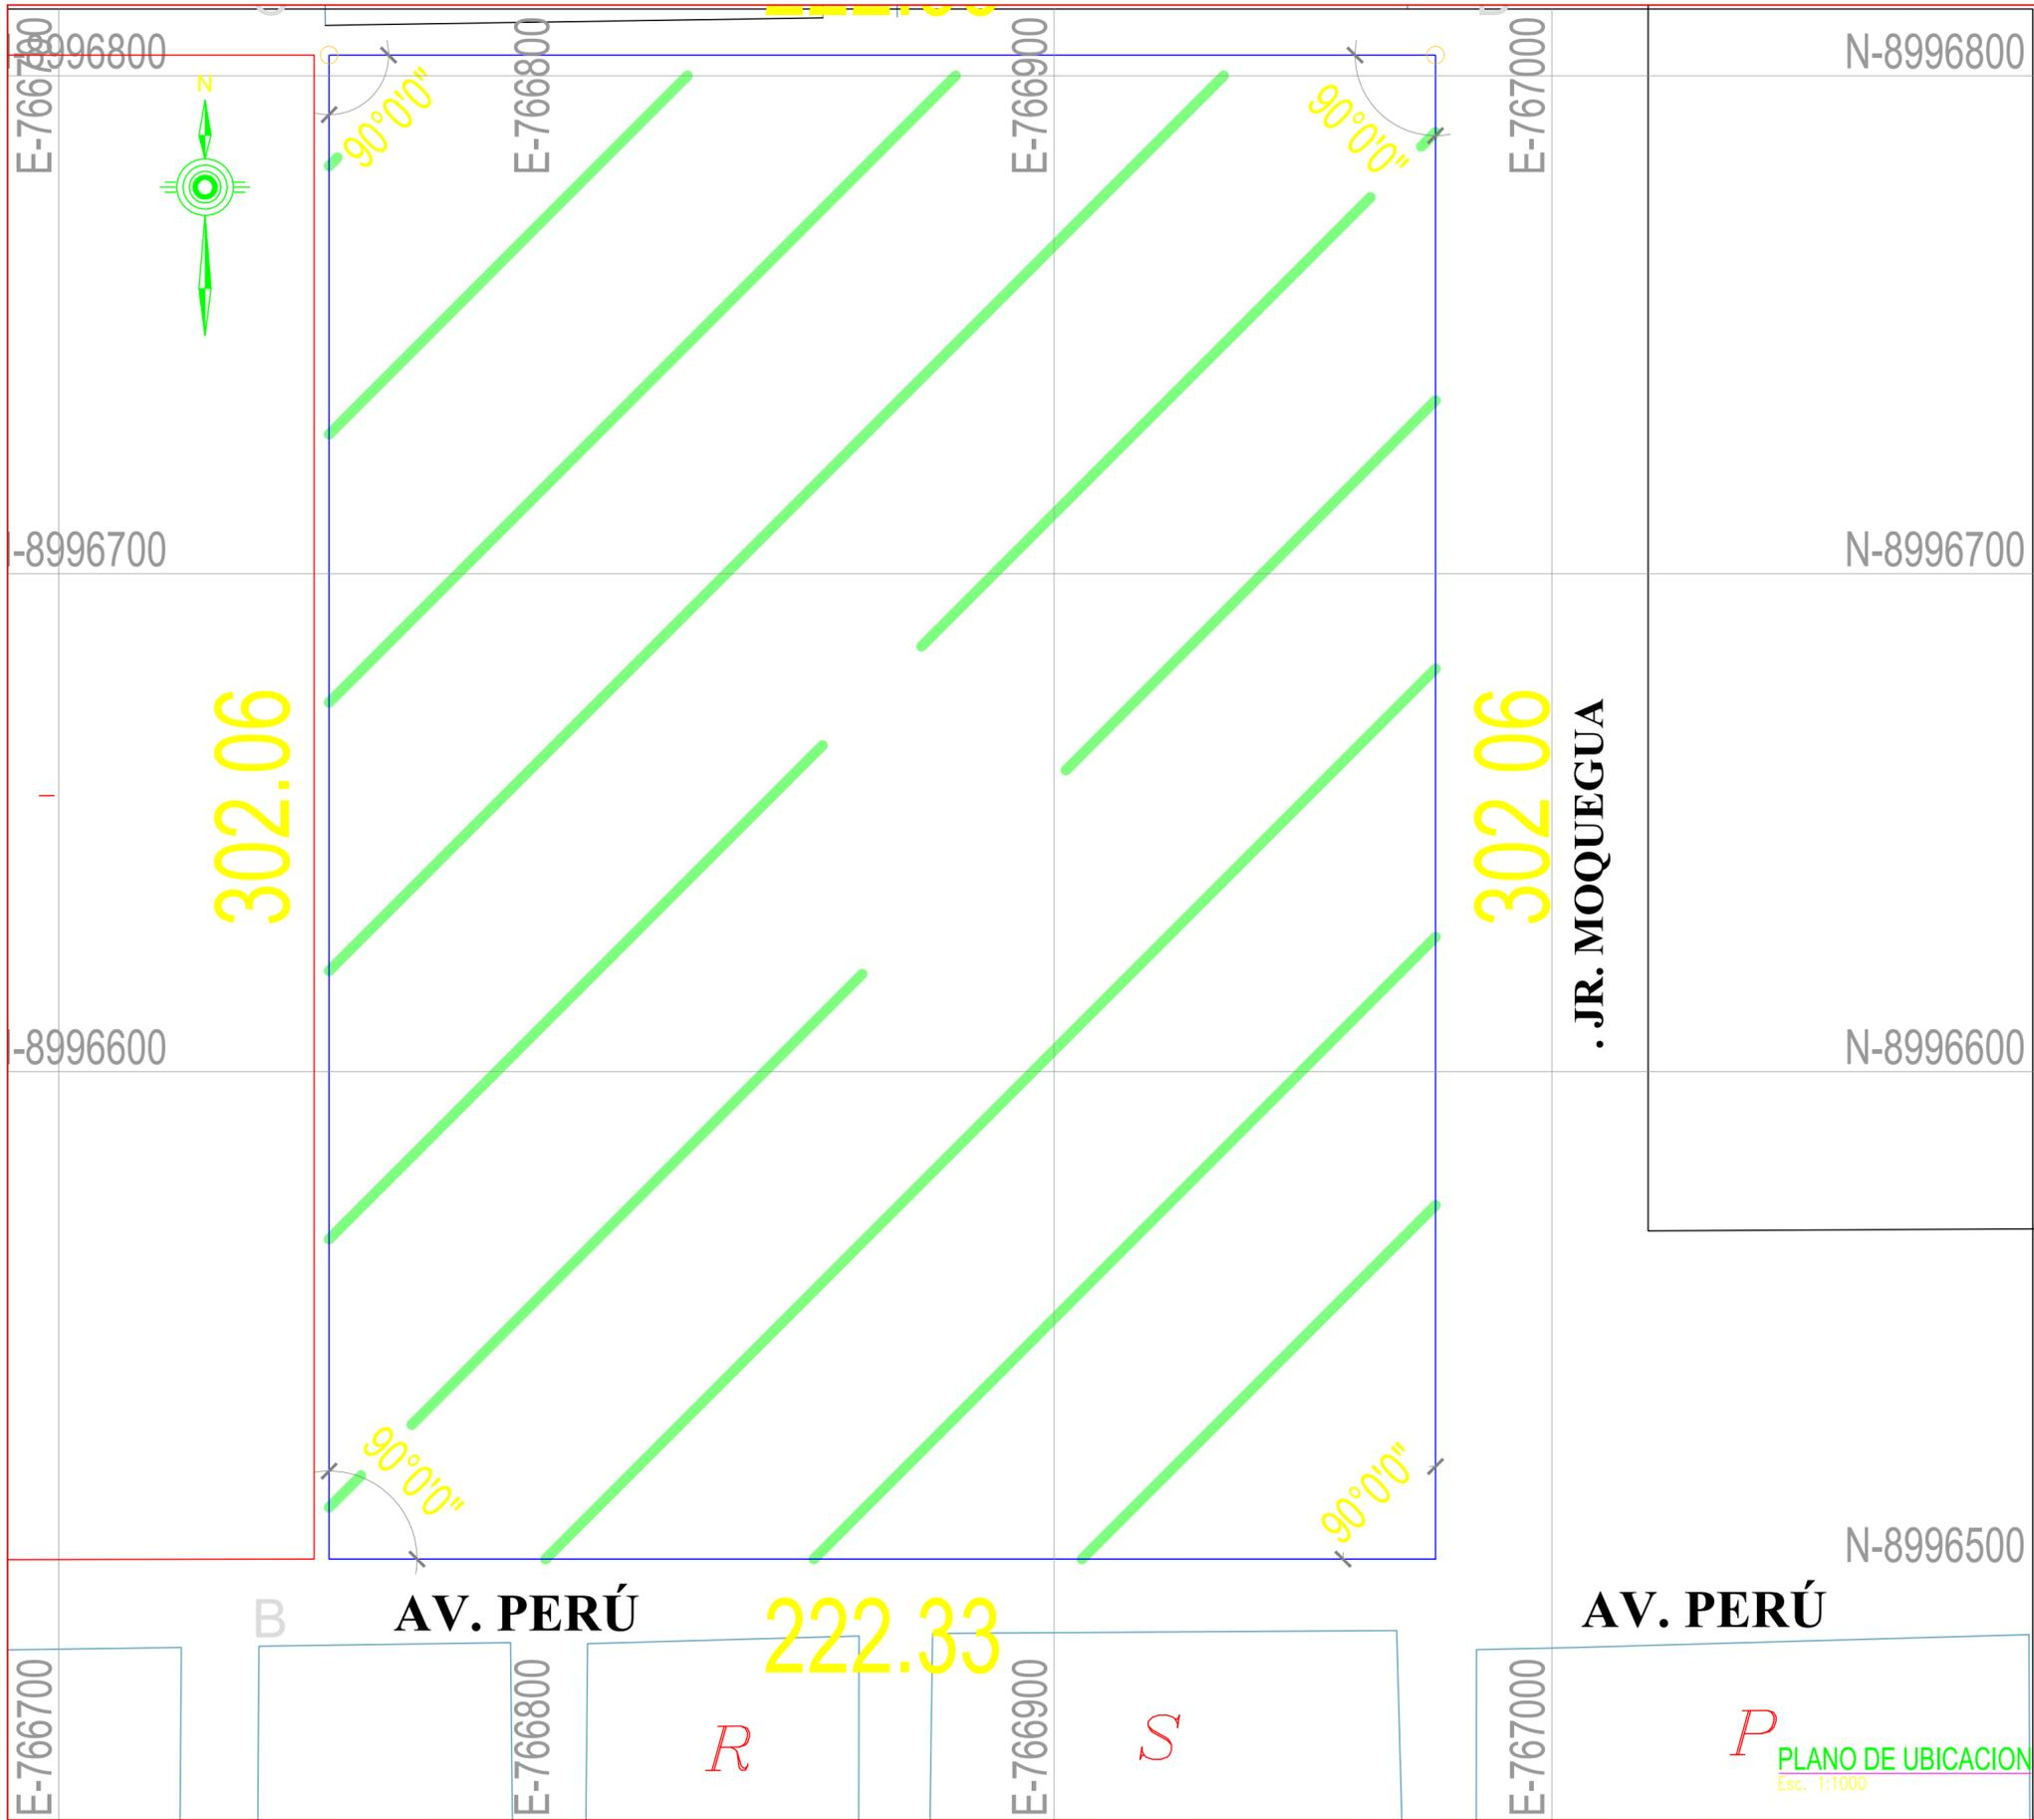 E-766700
E-766800
E-766900
E-767000
8996800
N-8996800
N
90°0'0"
90°0'0"
-8996700
N-8996700
302.06
302 06
. JR. MOQUEGUA
-8996600
N-8996600
90°0'0"
90°0'0"
N-8996500
B
AV. PERÚ
222.33
AV. PERÚ
E-766700
E-766800
E-766900
E-767000
R
S
P
PLANO DE UBICACION
Esc. 1:1000